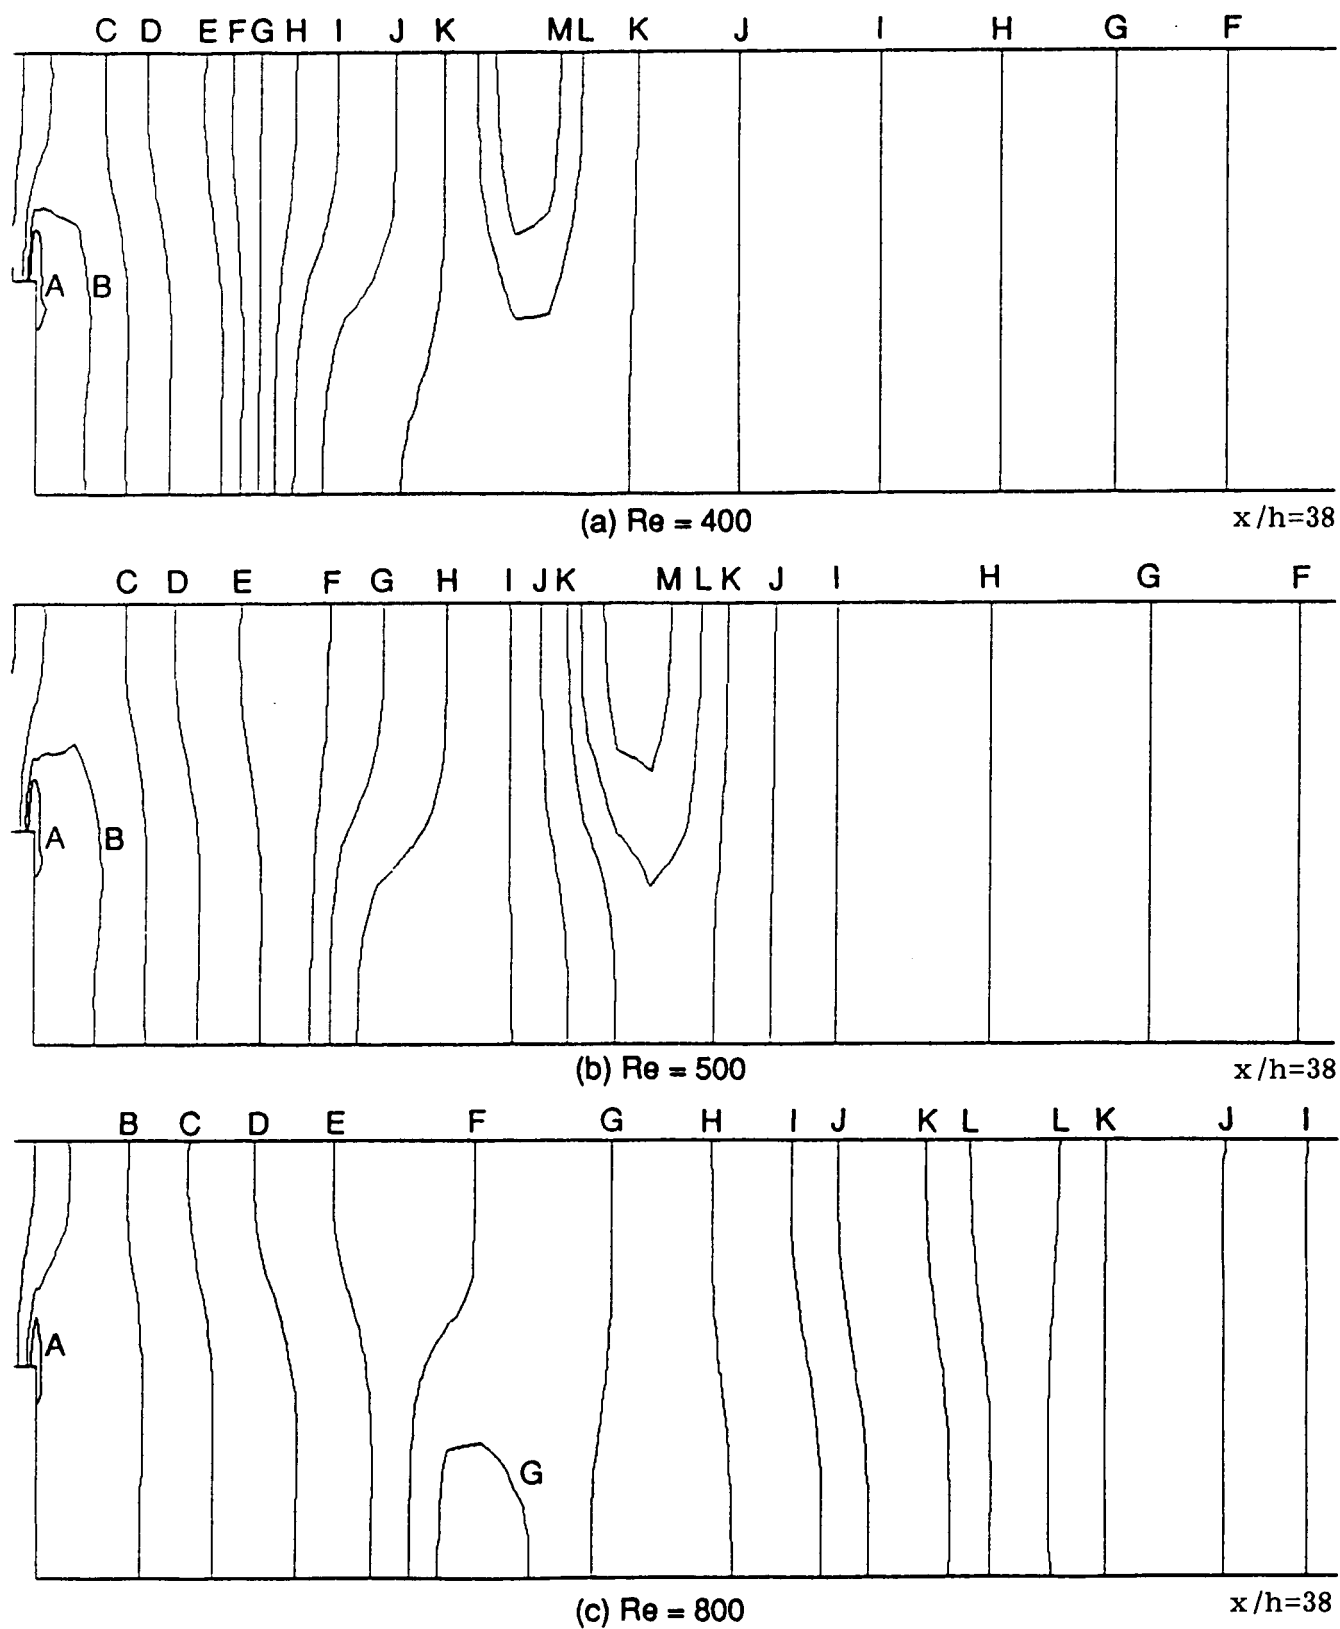 C D E F G H I J K M L K J I H G F
A B
(a) Re = 400
x/h=38
C D E F G H I J K M L K J I H G F
A B
(b) Re = 500
x/h=38
B C D E F G H I J K L L K J I
A
G
(c) Re = 800
x/h=38